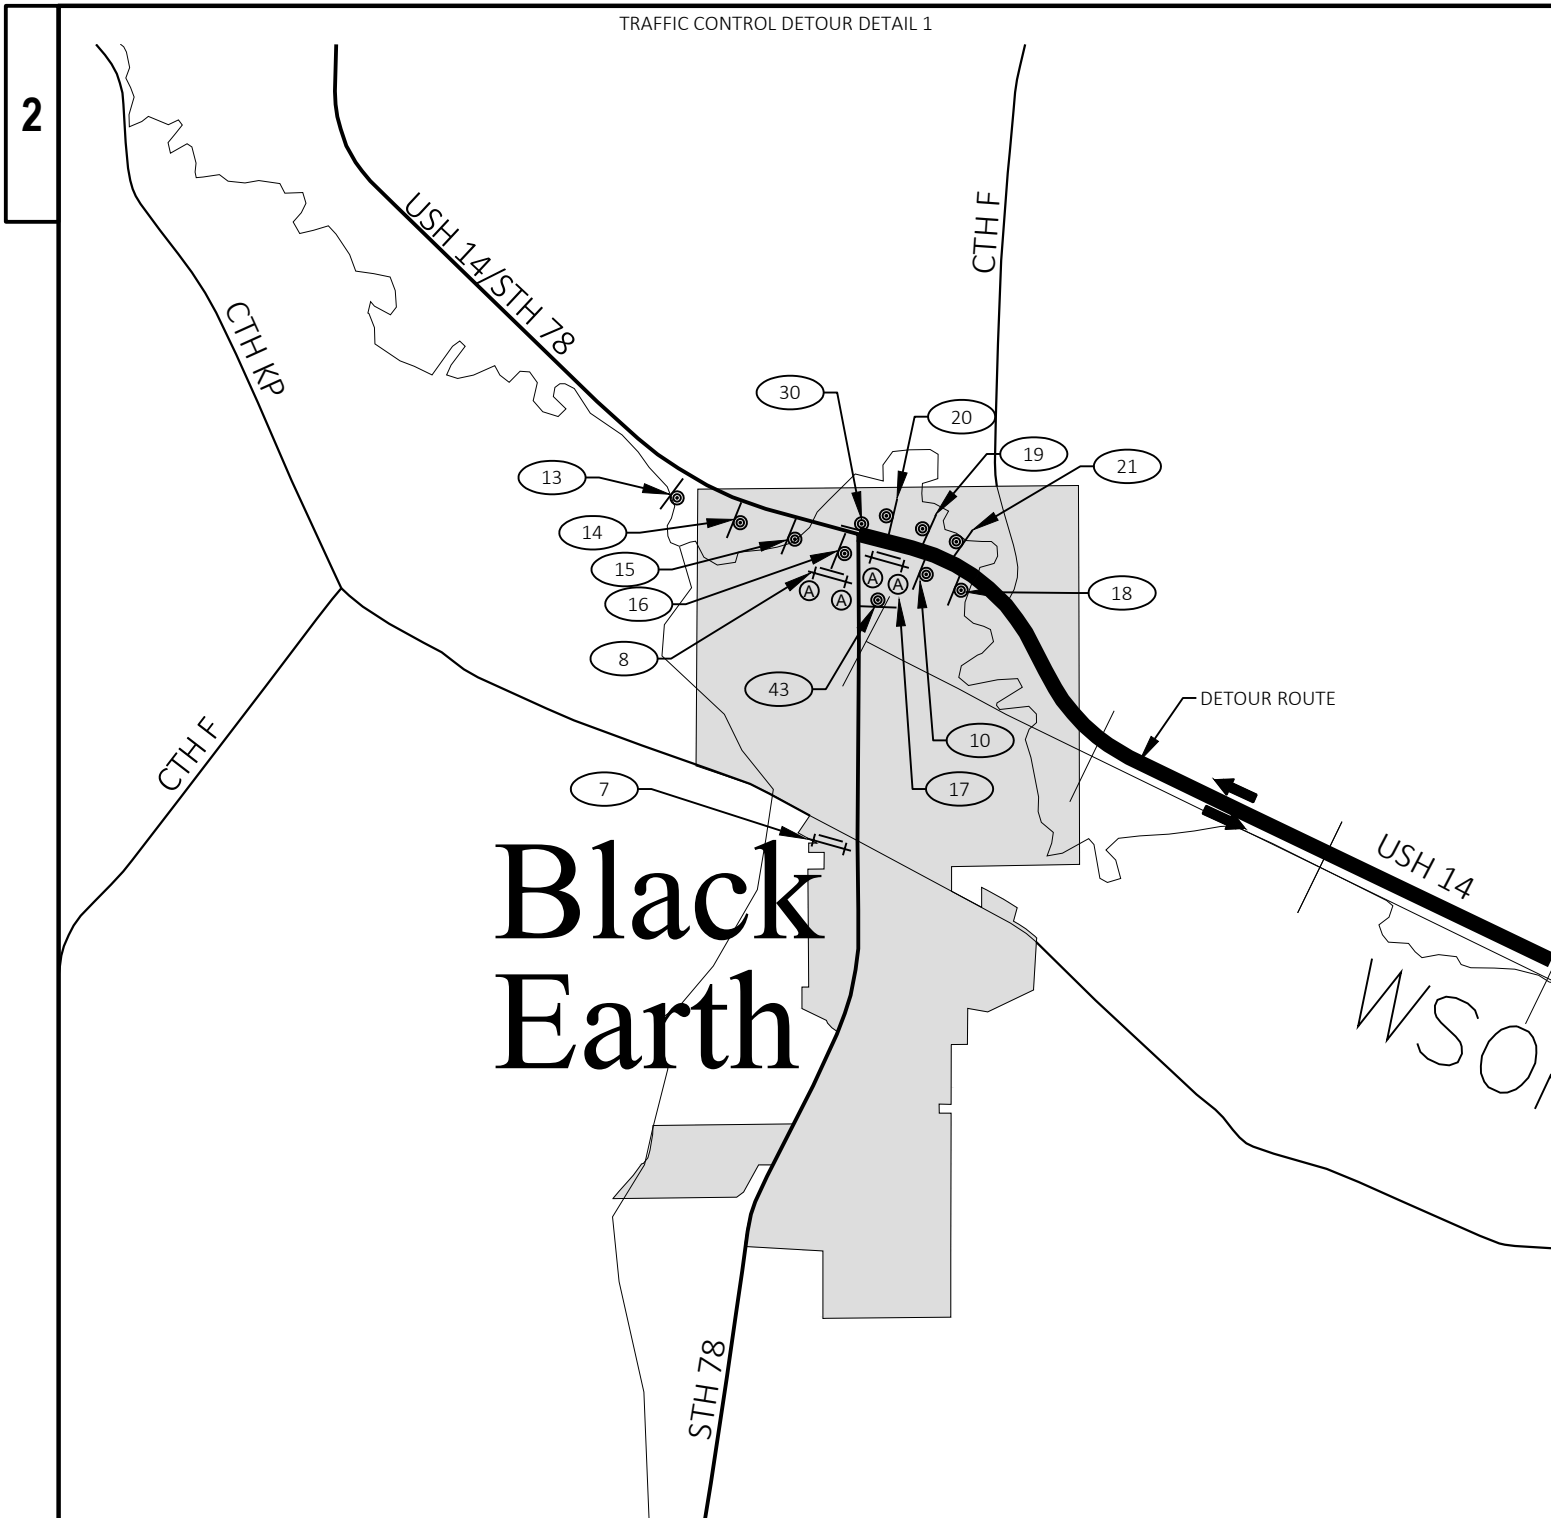 TRAFFIC CONTROL DETOUR DETAIL 1
2
USH 14/STH 78
CTH F
CTH KP
30
20
19
21
13
14
15
16
8
A
A
A
A
18
43
10
17
7
DETOUR ROUTE
CTH F
USH 14
Black
Earth
WSO
STH 78